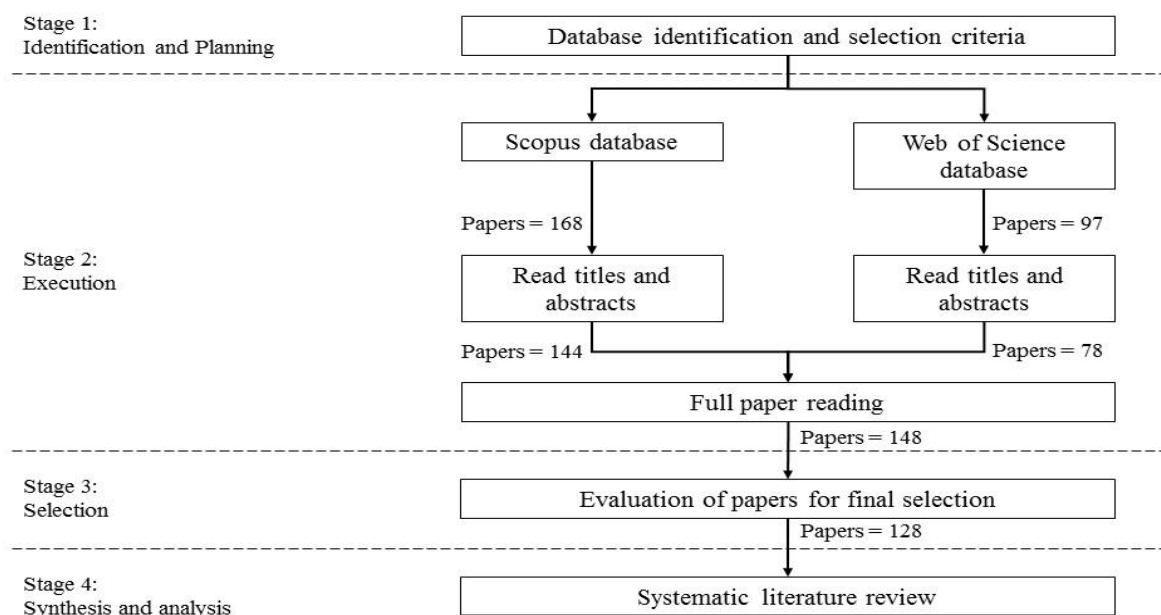 Stage 1:
Identification and Planning
Database identification and selection criteria
Scopus database
Web of Science
database
Papers = 168
Papers = 97
Stage 2:
Execution
Read titles and
abstracts
Read titles and
abstracts
Papers = 144
Papers = 78
Full paper reading
Papers = 148
Stage 3:
Selection
Evaluation of papers for final selection
Papers = 128
Stage 4:
Synthesis and analysis
Systematic literature review